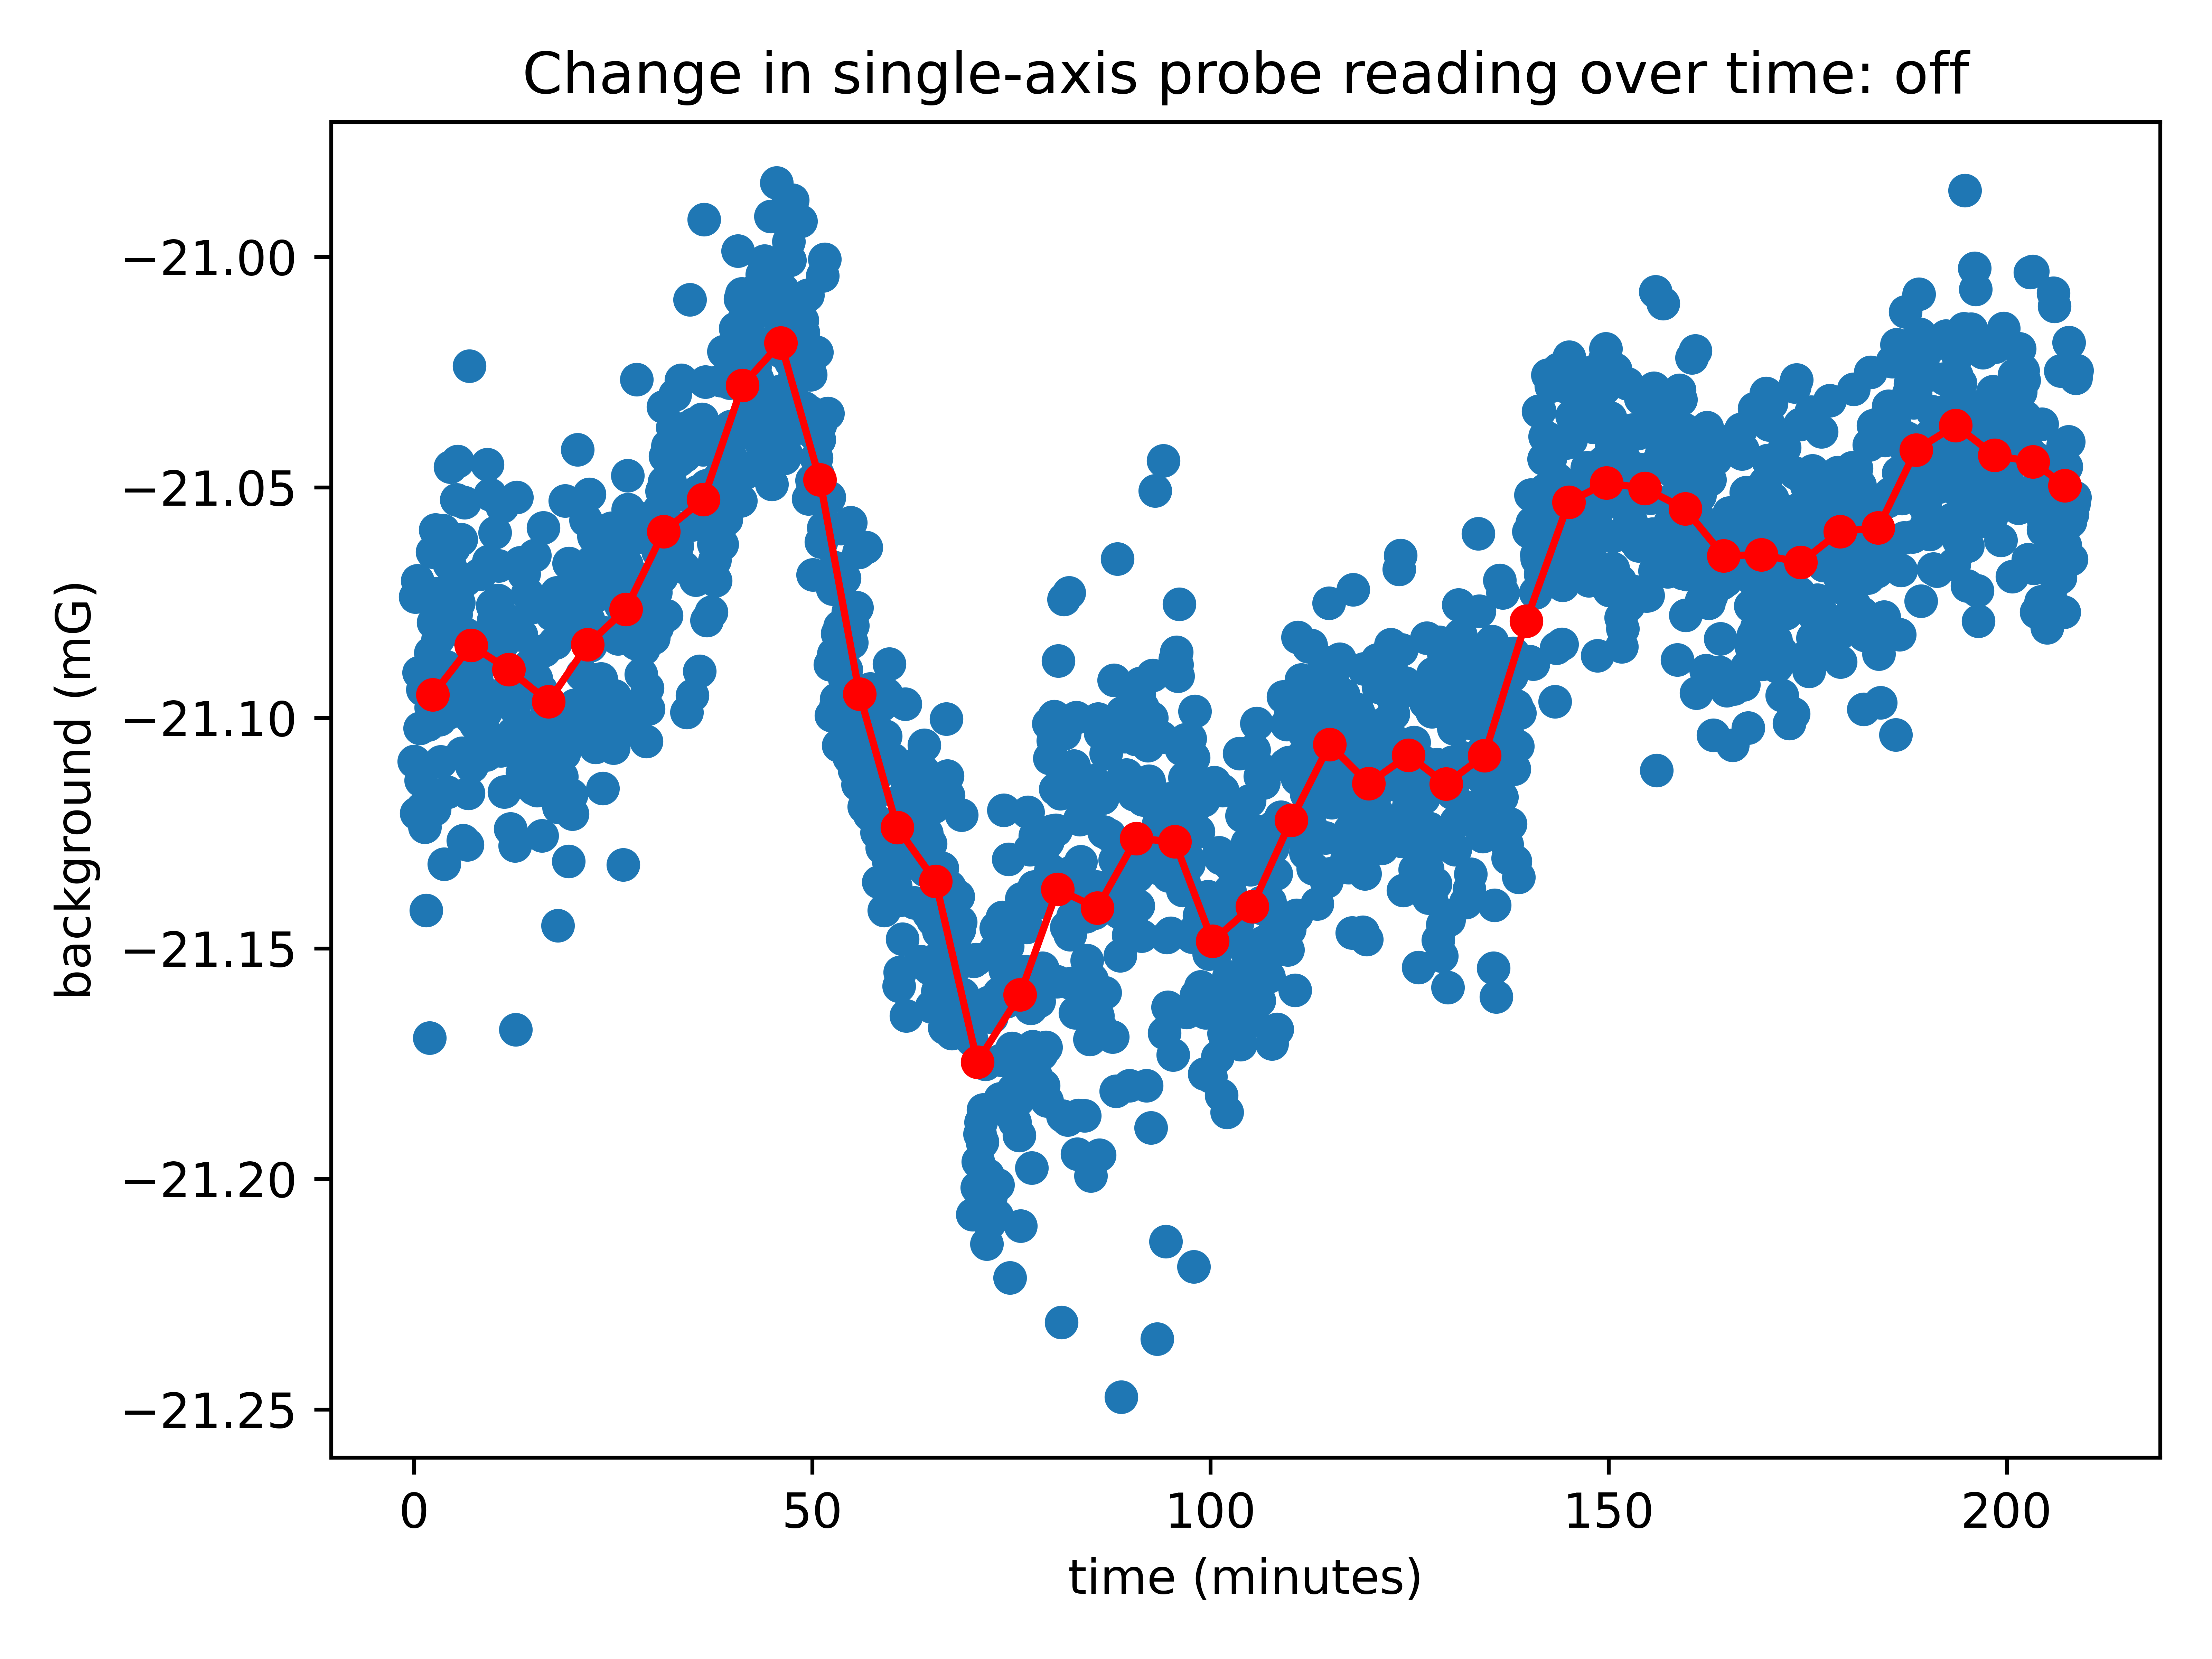 Change in single-axis probe reading over time: off
−21.00
−21.05
−21.10
−21.15
−21.20
−21.25
background (mG)
0 50 100 150 200
time (minutes)